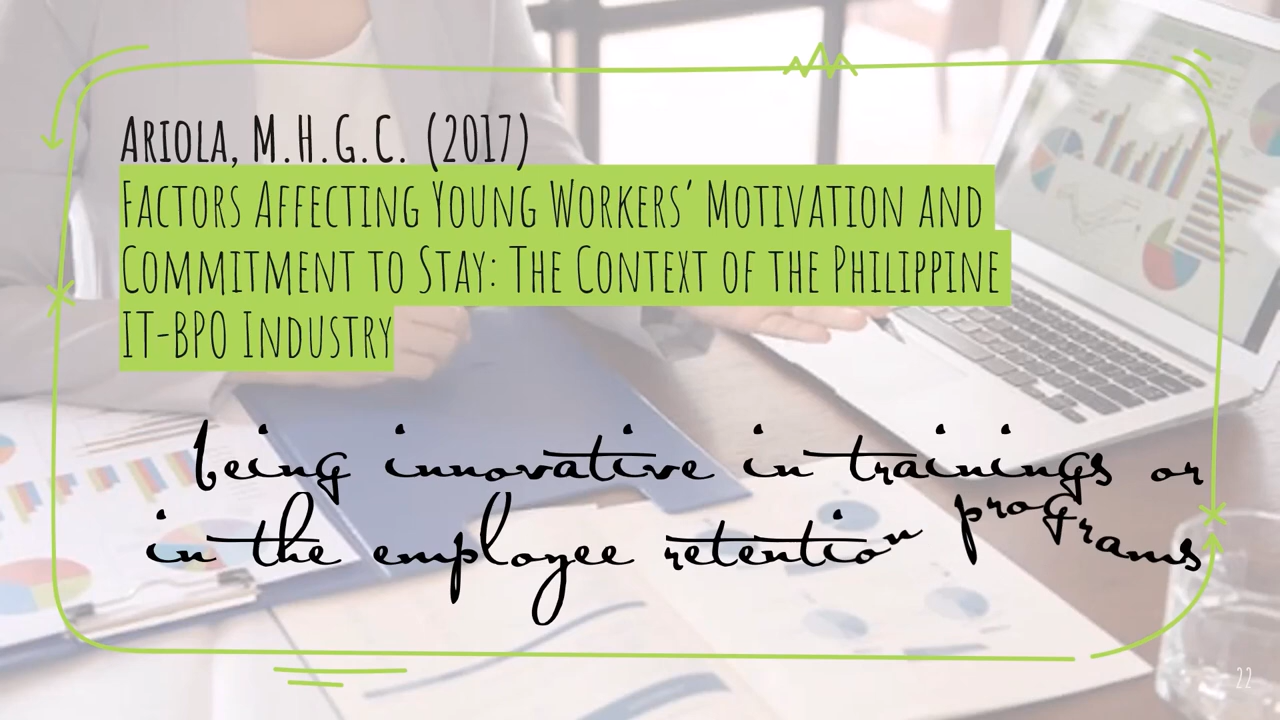 Ariola, M.H.G.C. (2017)
Factors Affecting Young Workers’ Motivation and
Commitment to Stay: The Context of the Philippine
IT-BPO Industry
being innovative in trainings or
in the employee retention programs
22